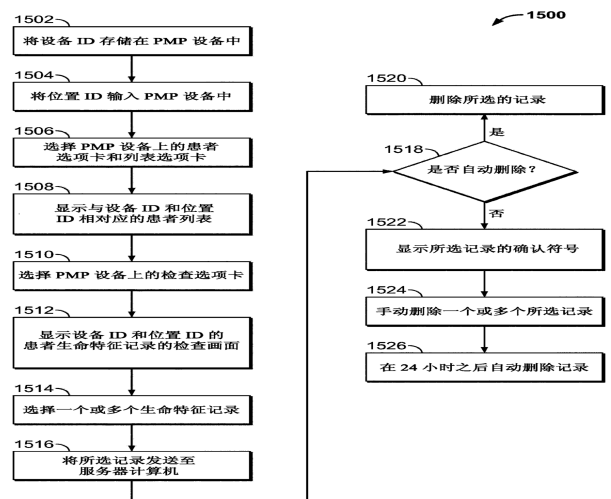 1500
1502
将设备 ID 存储在 PMP 设备中
1504
将位置 ID 输入 PMP 设备中
1506
选择 PMP 设备上的患者
选项卡和列表选项卡
1508
显示与设备 ID 和位置
ID 相对应的患者列表
1510
选择 PMP 设备上的检查选项卡
1512
显示设备 ID 和位置 ID 的
患者生命特征记录的检查画面
1514
选择一个或多个生命特征记录
1516
将所选记录发送至
服务器计算机
1520
删除所选的记录
是
1518
是否自动删除？
否
1522
显示所选记录的确认符号
1524
手动删除一个或多个所选记录
1526
在 24 小时之后自动删除记录